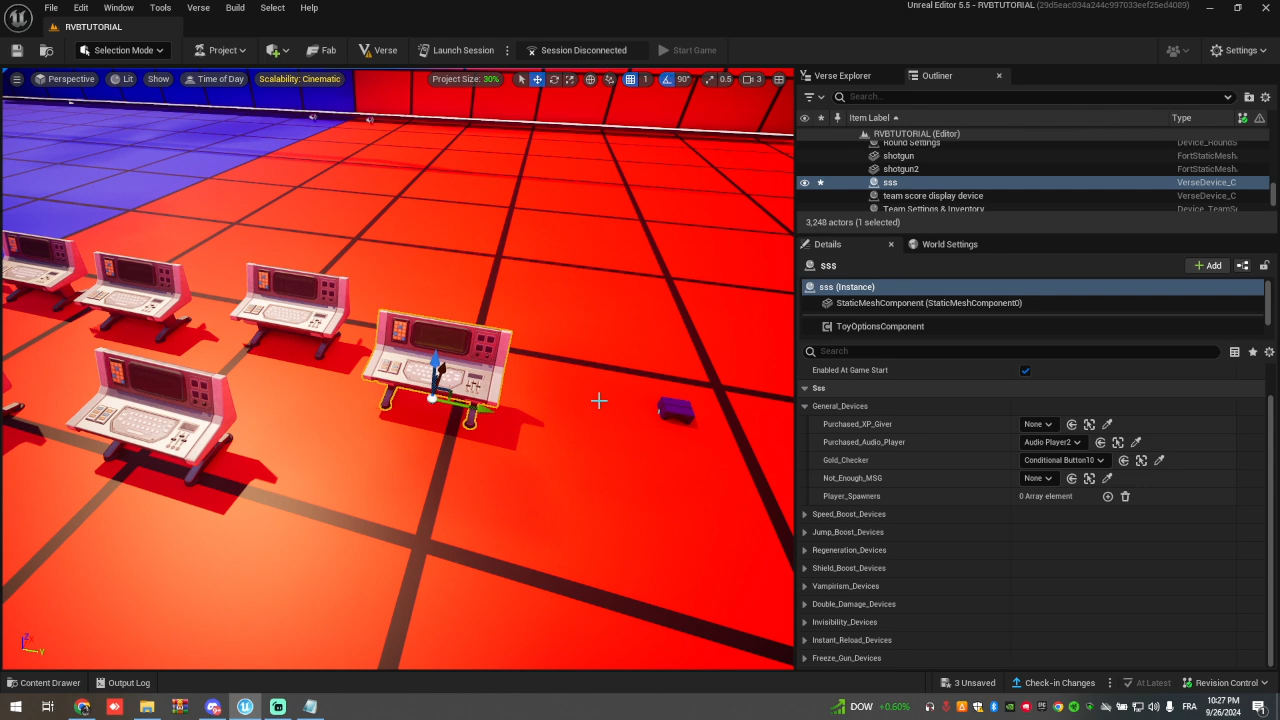 File Edit Window Tools Verse Build Select Help
Unreal Editor 5.5 - RVBTUTORIAL (29d5eac034a244c997033eef25ed4089)
RVBTUTORIAL
Selection Mode Project Fab Verse Launch Session Session Disconnected Start Game Settings
Perspective Lit Show Time of Day Scalability: Cinematic Project Size: 30% 1 90° 0.5 3
Verse Explorer Outliner
Search...
Item Label Type
RVBTUTORIAL (Editor)
Round Settings Device_RoundS
shotgun FortStaticMesh.
shotgun2 FortStaticMesh.
sss VerseDevice_C
team score display device VerseDevice_C
Team Settings & Inventory Device_TeamSe
3,248 actors (1 selected)
Details World Settings
sss Add
sss (Instance)
StaticMeshComponent (StaticMeshComponent0)
ToyOptionsComponent
Search
Enabled At Game Start
Sss
General_Devices
Purchased_XP_Giver None
Purchased_Audio_Player Audio Player2
Gold_Checker Conditional Button10
Not_Enough_MSG None
Player_Spawners 0 Array element
Speed_Boost_Devices
Jump_Boost_Devices
Regeneration_Devices
Shield_Boost_Devices
Vampirism_Devices
Double_Damage_Devices
Invisibility_Devices
Instant_Reload_Devices
Freeze_Gun_Devices
Z X
Y
Content Drawer Output Log 3 Unsaved Check-in Changes At Latest Revision Control
DOW +0.60% FRA 10:27 PM
9/26/2024